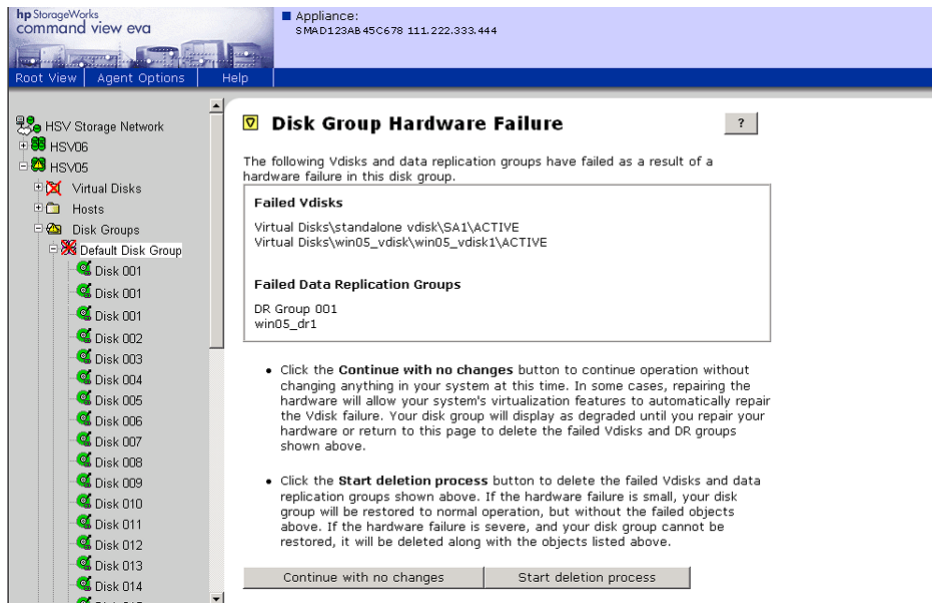 hp StorageWorks
command view eva
Appliance:
SMAD123AB45C678 111.222.333.444
Root View
Agent Options
Help
HSV Storage Network
HSV06
HSV05
Virtual Disks
Hosts
Disk Groups
Default Disk Group
Disk 001
Disk 001
Disk 001
Disk 002
Disk 003
Disk 004
Disk 005
Disk 006
Disk 007
Disk 008
Disk 009
Disk 010
Disk 011
Disk 012
Disk 013
Disk 014
Disk Group Hardware Failure
?
The following Vdisks and data replication groups have failed as a result of a
hardware failure in this disk group.
Failed Vdisks
Virtual Disks\standalone vdisk\SA1\ACTIVE
Virtual Disks\win05_vdisk\win05_vdisk1\ACTIVE
Failed Data Replication Groups
DR Group 001
win05_dr1
• Click the Continue with no changes button to continue operation without
changing anything in your system at this time. In some cases, repairing the
hardware will allow your system's virtualization features to automatically repair
the Vdisk failure. Your disk group will display as degraded until you repair your
hardware or return to this page to delete the failed Vdisks and DR groups
shown above.
• Click the Start deletion process button to delete the failed Vdisks and data
replication groups shown above. If the hardware failure is small, your disk
group will be restored to normal operation, but without the failed objects
above. If the hardware failure is severe, and your disk group cannot be
restored, it will be deleted along with the objects listed above.
Continue with no changes
Start deletion process